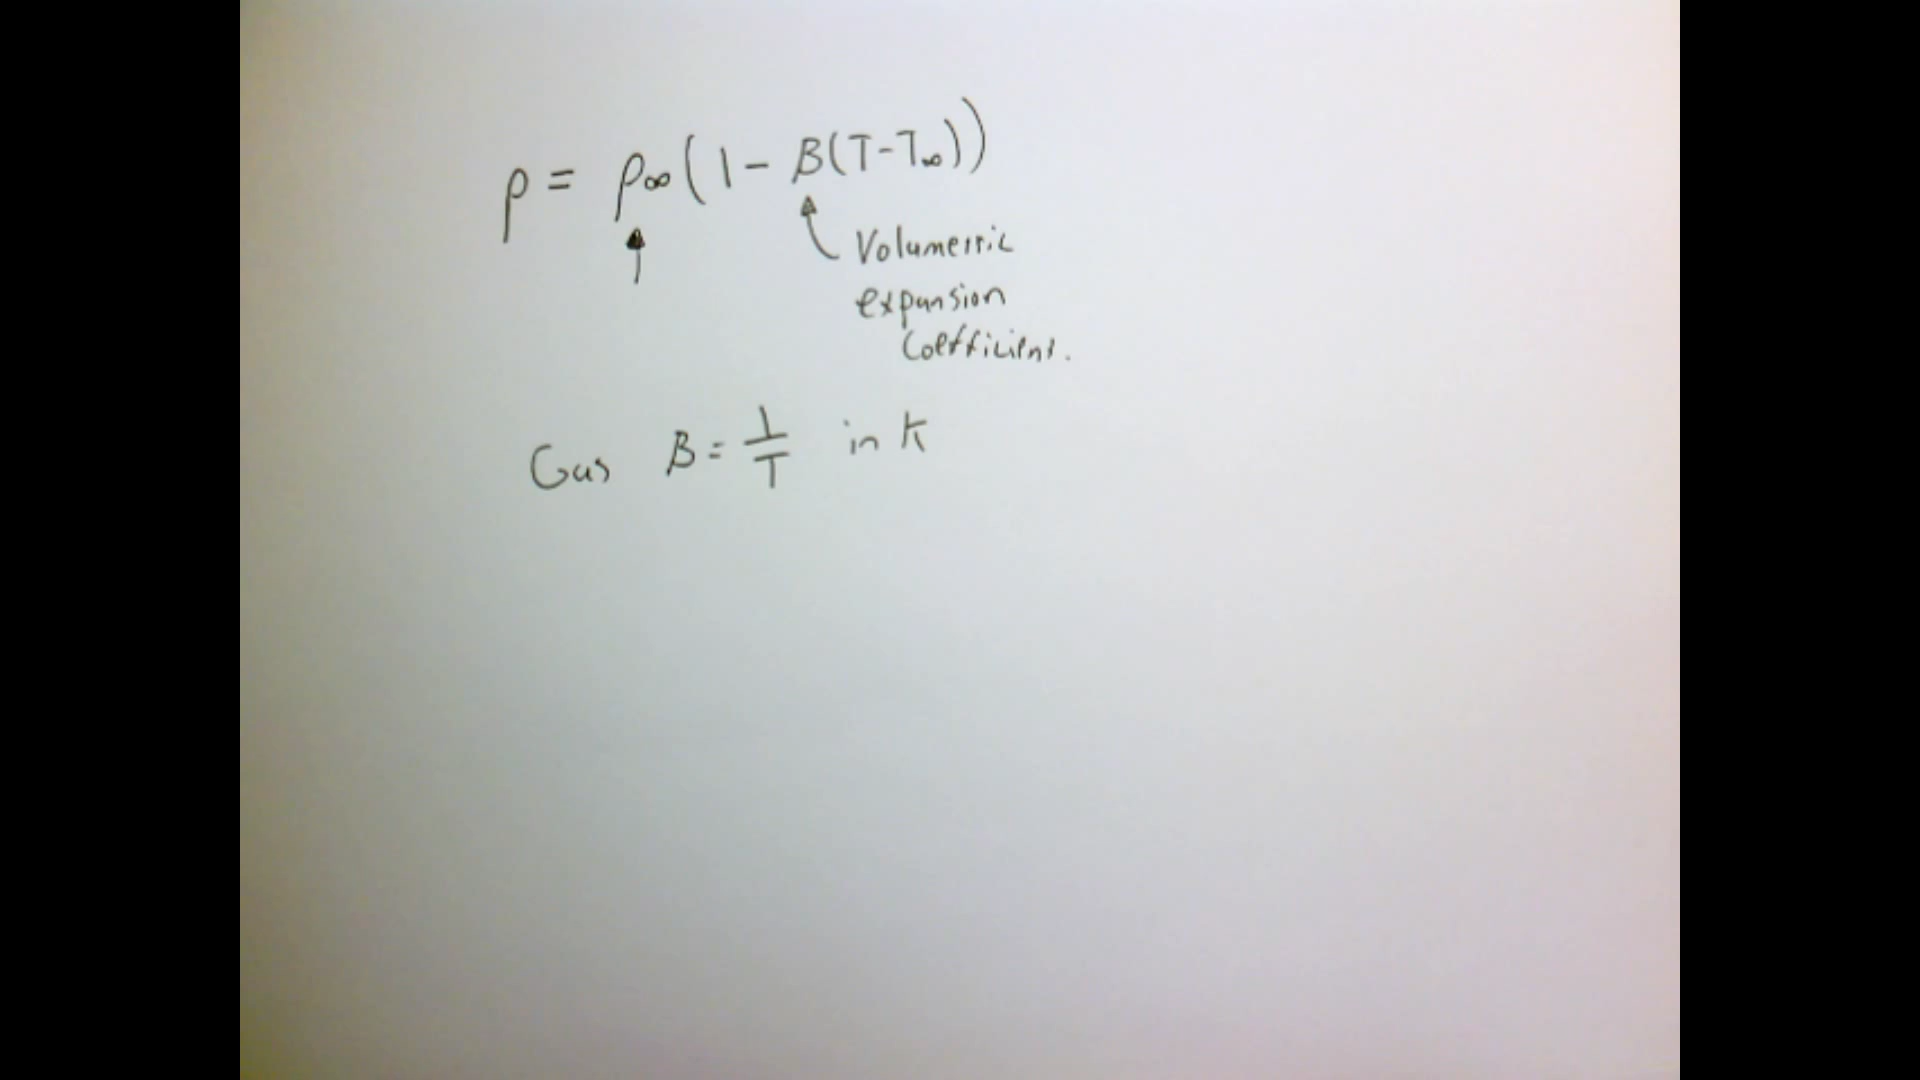 ρ = ρ∞(1 - β(T-T∞))
Volumetric
expansion
Coefficient.
Gas β = 1/T in K